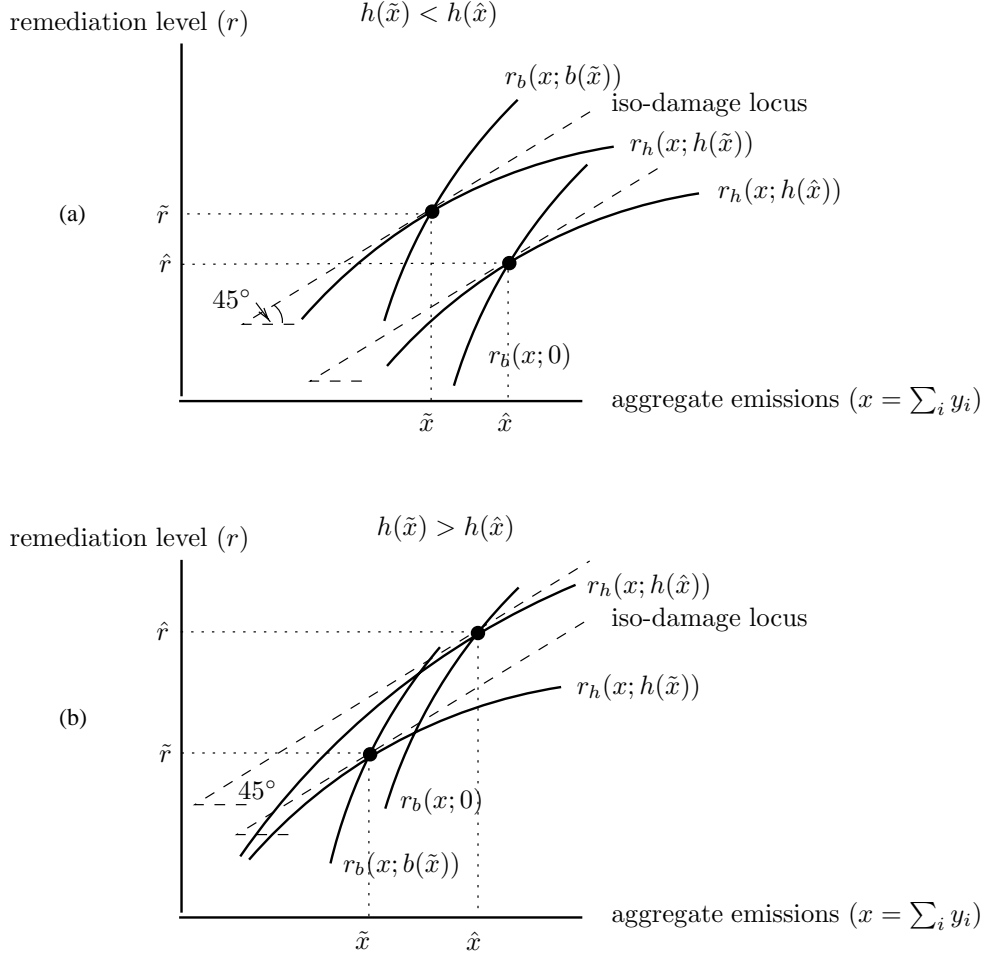 remediation level (r)
h(x̃) < h(x̂)
r_b(x; b(x̃))
iso-damage locus
r_h(x; h(x̃))
r_h(x; h(x̂))
(a)
r̃
r̂
45°
r_b(x; 0)
aggregate emissions (x = ∑_i y_i)
x̃
x̂
remediation level (r)
h(x̃) > h(x̂)
r_h(x; h(x̂))
iso-damage locus
r̂
r_h(x; h(x̃))
(b)
r̃
45°
r_b(x; 0)
r_b(x; b(x̃))
aggregate emissions (x = ∑_i y_i)
x̃
x̂